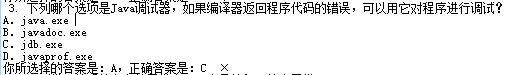 3. 下列哪个选项是Java调试器，如果编译器返回程序代码的错误，可以用它对程序进行调试？
A. java.exe
B. javadoc.exe
C. jdb.exe
D. javaprof.exe
你所选择的答案是：A，正确答案是：C ×